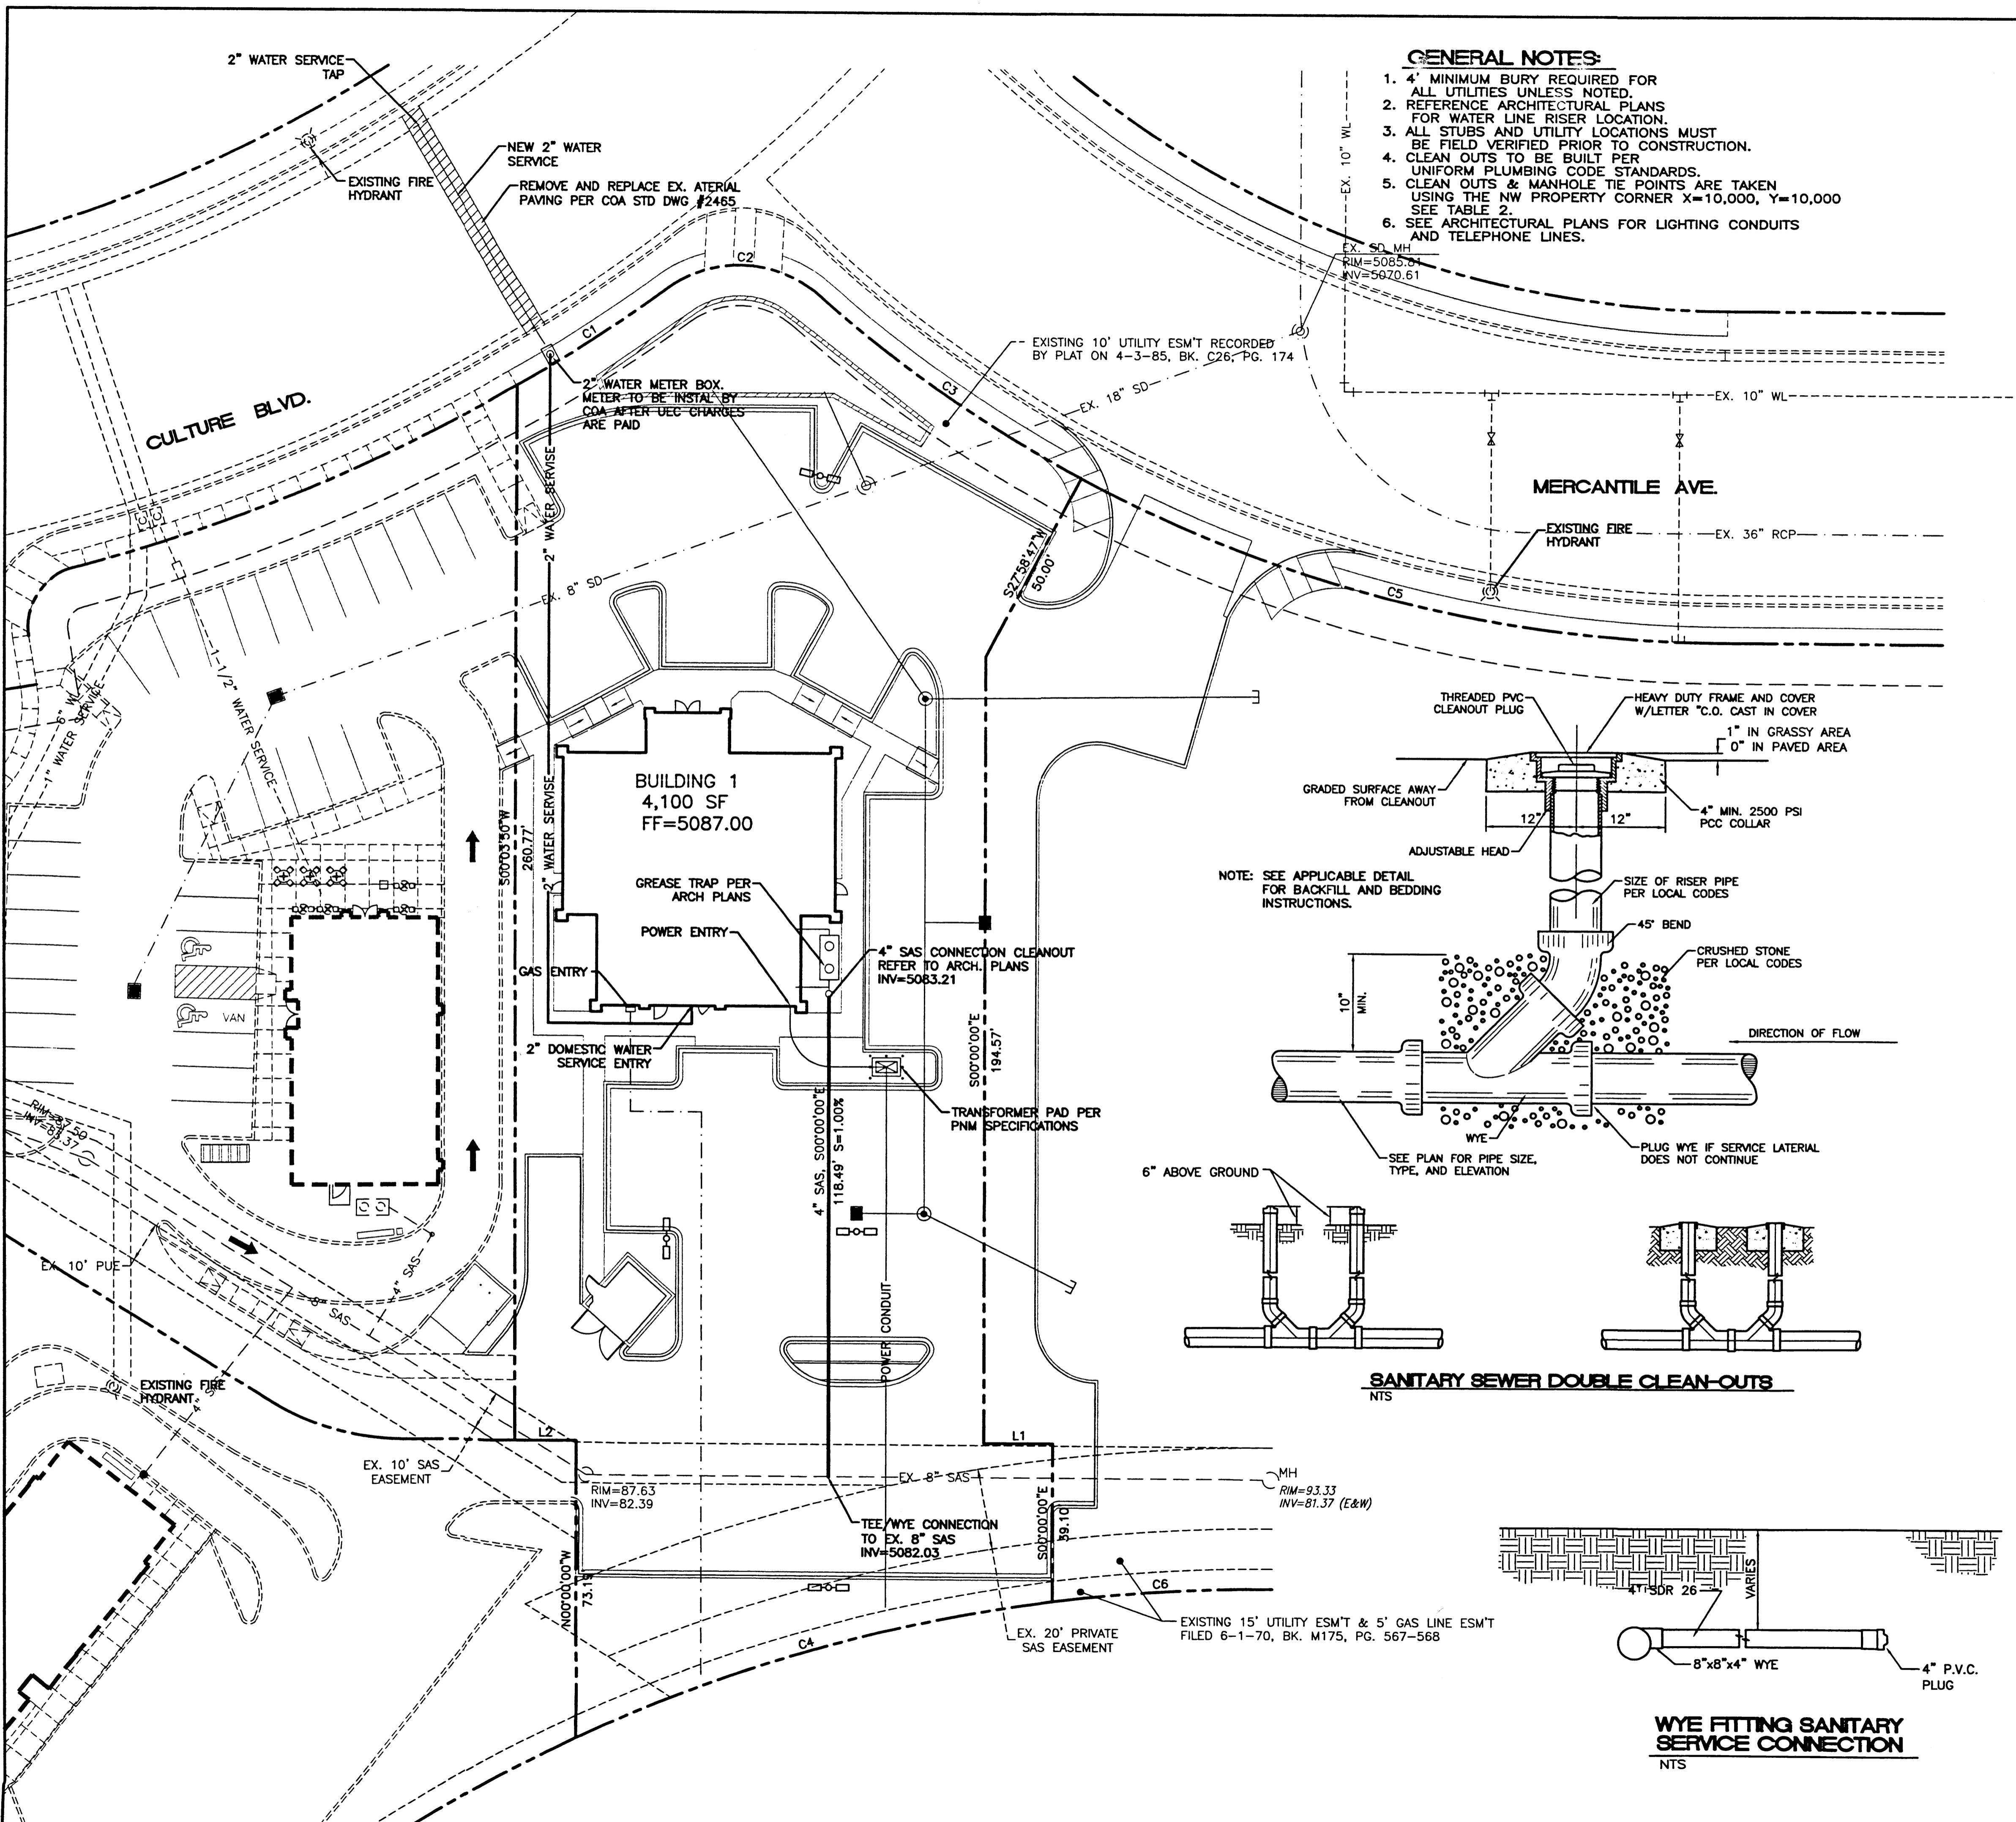 2" WATER SERVICE
TAP
NEW 2" WATER
SERVICE
EXISTING FIRE
HYDRANT
REMOVE AND REPLACE EX. ATERIAL
PAVING PER COA STD DWG #2465
GENERAL NOTES:
1. 4' MINIMUM BURY REQUIRED FOR
ALL UTILITIES UNLESS NOTED.
2. REFERENCE ARCHITECTURAL PLANS
FOR WATER LINE RISER LOCATION.
3. ALL STUBS AND UTILITY LOCATIONS MUST
BE FIELD VERIFIED PRIOR TO CONSTRUCTION.
4. CLEAN OUTS TO BE BUILT PER
UNIFORM PLUMBING CODE STANDARDS.
5. CLEAN OUTS & MANHOLE TIE POINTS ARE TAKEN
USING THE NW PROPERTY CORNER X=10,000, Y=10,000
SEE TABLE 2.
6. SEE ARCHITECTURAL PLANS FOR LIGHTING CONDUITS
AND TELEPHONE LINES.
EX. 10" WL
EX. SD MH
RIM=5085.81
INV=5070.61
C2
C1
C3
EXISTING 10' UTILITY ESM'T RECORDED
BY PLAT ON 4-3-85, BK. C26, PG. 174
2" WATER METER BOX.
METER TO BE INSTAL BY
COA AFTER UEC CHARGES
ARE PAID
EX. 18" SD
EX. 10" WL
CULTURE BLVD.
MERCANTILE AVE.
EXISTING FIRE
HYDRANT
EX. 36" RCP
2" WATER SERVISE
EX. 8" SD
S27°58'47"W
50.00'
C5
1 1/2" WATER SERVICE
6" WL
1" WATER SERVICE
THREADED PVC
CLEANOUT PLUG
HEAVY DUTY FRAME AND COVER
W/LETTER "C.O. CAST IN COVER
1" IN GRASSY AREA
0" IN PAVED AREA
GRADED SURFACE AWAY
FROM CLEANOUT
12"
12"
4" MIN. 2500 PSI
PCC COLLAR
ADJUSTABLE HEAD
NOTE: SEE APPLICABLE DETAIL
FOR BACKFILL AND BEDDING
INSTRUCTIONS.
SIZE OF RISER PIPE
PER LOCAL CODES
45° BEND
CRUSHED STONE
PER LOCAL CODES
10"
MIN.
DIRECTION OF FLOW
WYE
SEE PLAN FOR PIPE SIZE,
TYPE, AND ELEVATION
PLUG WYE IF SERVICE LATERIAL
DOES NOT CONTINUE
BUILDING 1
4,100 SF
FF=5087.00
S00°03'50"W
260.77'
2" WATER SERVISE
GREASE TRAP PER
ARCH PLANS
POWER ENTRY
GAS ENTRY
4" SAS CONNECTION CLEANOUT
REFER TO ARCH. PLANS
INV=5083.21
2" DOMESTIC WATER
SERVICE ENTRY
S00°00'00"E
194.57'
VAN
TRANSFORMER PAD PER
PNM SPECIFICATIONS
4" SAS, S00°00'00"E
118.49' S=1.00%
RIM=87.50
INV=83.37
EX. 10' PUE
8" SAS
4" SAS
6" ABOVE GROUND
POWER CONDUIT
SANITARY SEWER DOUBLE CLEAN-OUTS
NTS
EXISTING FIRE
HYDRANT
4" SAS
L2
L1
EX. 10' SAS
EASEMENT
RIM=87.63
INV=82.39
EX. 8" SAS
MH
RIM=93.33
INV=81.37 (E&W)
TEE/WYE CONNECTION
TO EX. 8" SAS
INV=5082.03
S00°00'00"E
59.10
N00°00'00"W
73.19
C6
C4
EX. 20' PRIVATE
SAS EASEMENT
EXISTING 15' UTILITY ESM'T & 5' GAS LINE ESM'T
FILED 6-1-70, BK. M175, PG. 567-568
4" SDR 26
VARIES
8"x8"x4" WYE
4" P.V.C.
PLUG
WYE FITTING SANITARY
SERVICE CONNECTION
NTS